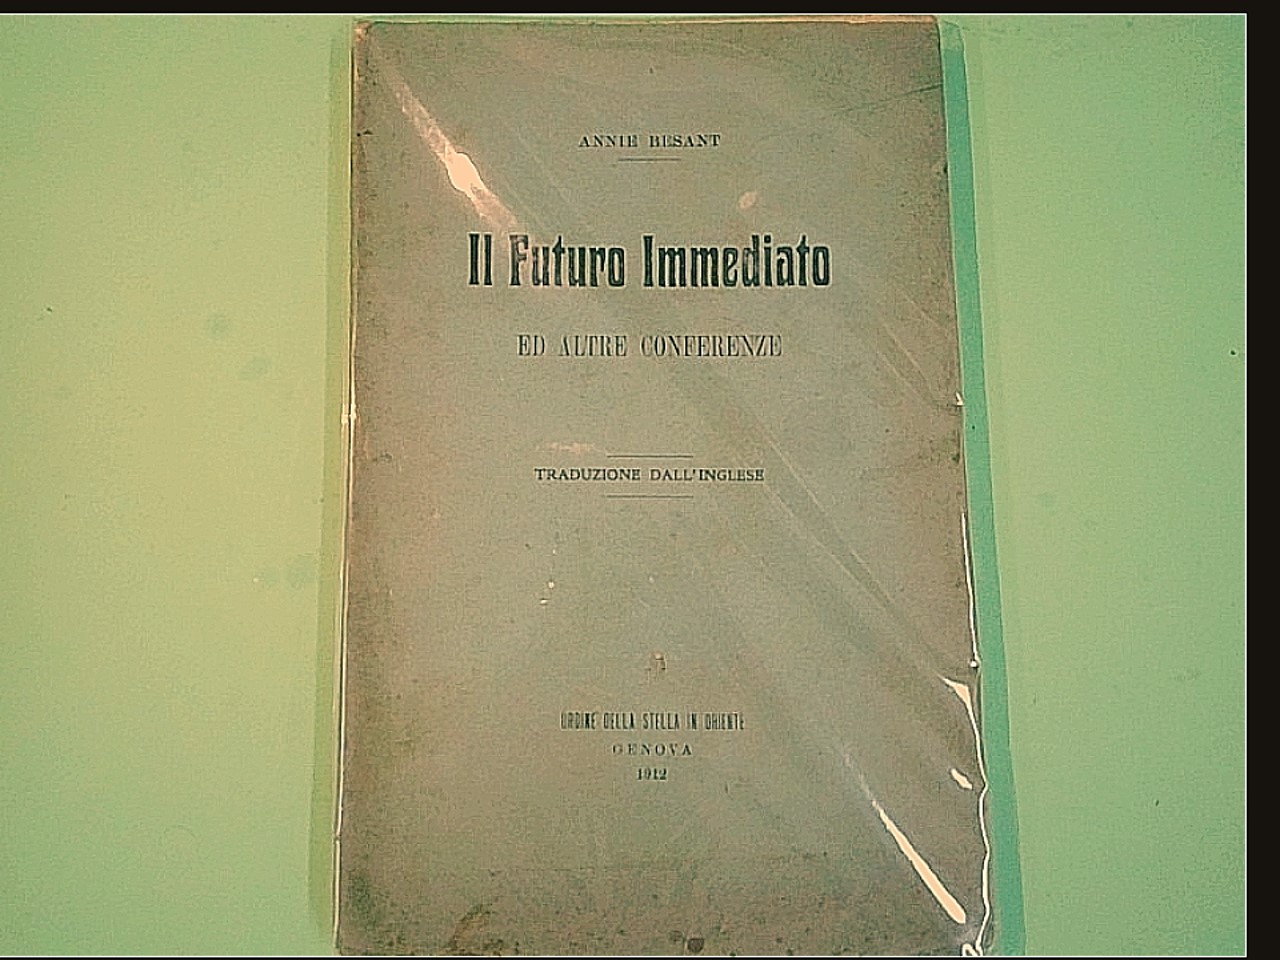 ANNIE BESANT
Il Futuro Immediato
ED ALTRE CONFERENZE
TRADUZIONE DALL'INGLESE
ORDINE DELLA STELLA IN ORIENTE
GENOVA
1912